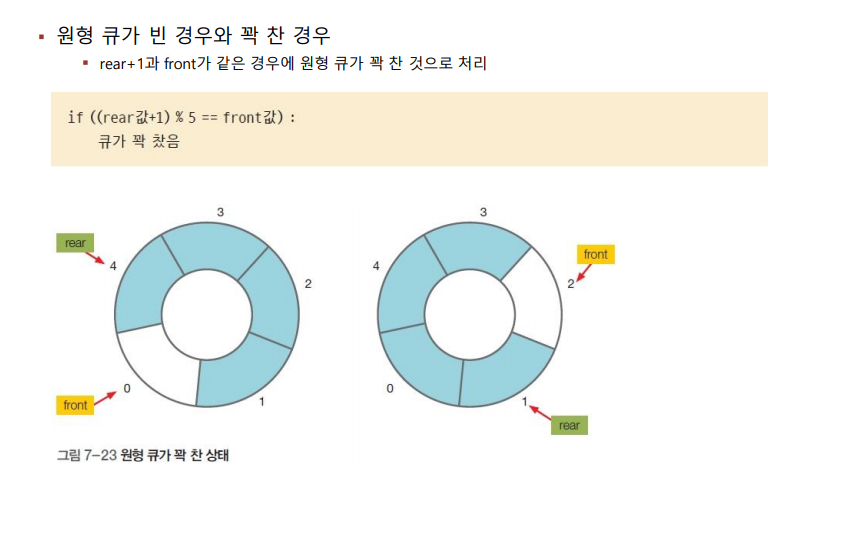 원형 큐가 빈 경우와 꽉 찬 경우
rear+1과 front가 같은 경우에 원형 큐가 꽉 찬 것으로 처리
if ((rear값+1) % 5 == front값) :
큐가 꽉 찼음
3
3
rear
4
2
4
front
2
0
1
front
0
1
rear
그림 7-23 원형 큐가 꽉 찬 상태